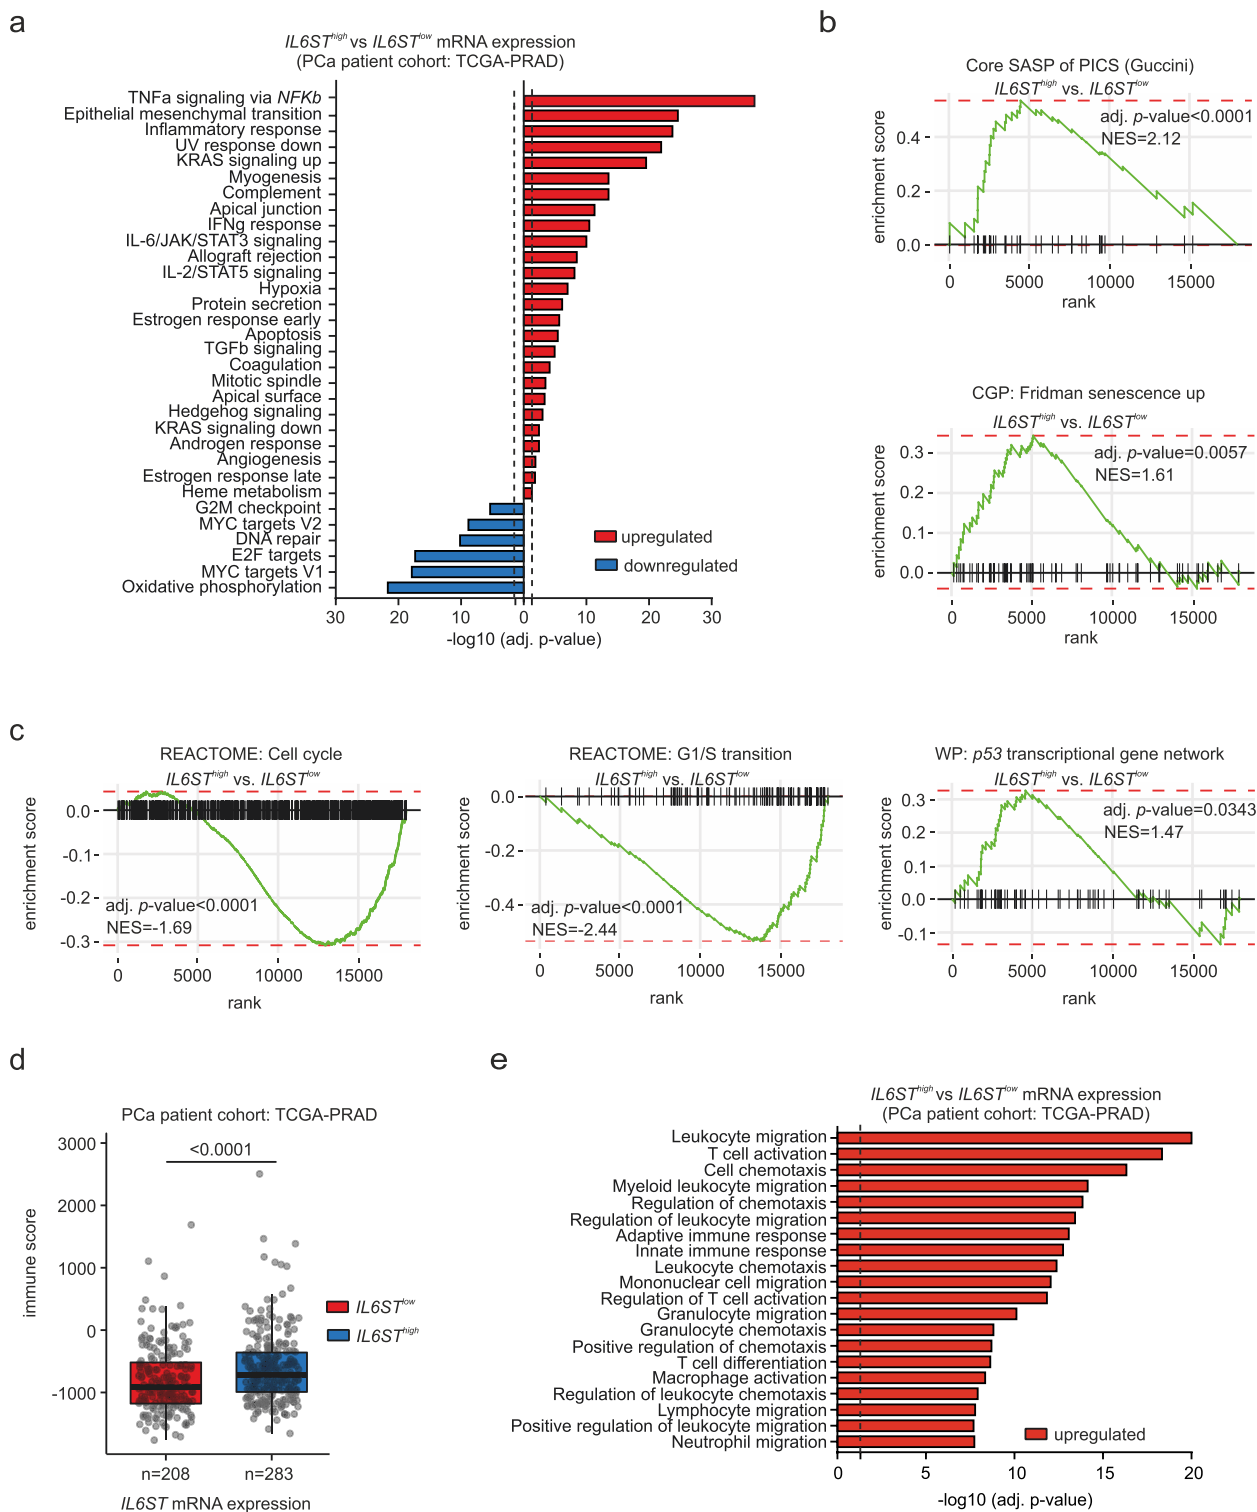 a
IL6ST^high vs IL6ST^low mRNA expression
(PCa patient cohort: TCGA-PRAD)
TNFa signaling via NFKb
Epithelial mesenchymal transition
Inflammatory response
UV response down
KRAS signaling up
Myogenesis
Complement
Apical junction
IFNg response
IL-6/JAK/STAT3 signaling
Allograft rejection
IL-2/STAT5 signaling
Hypoxia
Protein secretion
Estrogen response early
Apoptosis
TGFb signaling
Coagulation
Mitotic spindle
Apical surface
Hedgehog signaling
KRAS signaling down
Androgen response
Angiogenesis
Estrogen response late
Heme metabolism
G2M checkpoint
MYC targets V2
DNA repair
E2F targets
MYC targets V1
Oxidative phosphorylation
upregulated
downregulated
30 20 10 0 10 20 30
-log10 (adj. p-value)
b
Core SASP of PICS (Guccini)
IL6ST^high vs. IL6ST^low
adj. p-value<0.0001
NES=2.12
enrichment score
0.4
0.2
0.0
0 5000 10000 15000
rank
CGP: Fridman senescence up
IL6ST^high vs. IL6ST^low
adj. p-value=0.0057
NES=1.61
enrichment score
0.3
0.2
0.1
0.0
0 5000 10000 15000
rank
c
REACTOME: Cell cycle
IL6ST^high vs. IL6ST^low
enrichment score
0.0
-0.1
-0.2
-0.3
adj. p-value<0.0001
NES=-1.69
0 5000 10000 15000
rank
REACTOME: G1/S transition
IL6ST^high vs. IL6ST^low
enrichment score
0.0
-0.2
-0.4
adj. p-value<0.0001
NES=-2.44
0 5000 10000 15000
rank
WP: p53 transcriptional gene network
IL6ST^high vs. IL6ST^low
adj. p-value=0.0343
NES=1.47
enrichment score
0.3
0.2
0.1
0.0
-0.1
0 5000 10000 15000
rank
d
PCa patient cohort: TCGA-PRAD
<0.0001
immune score
3000
2000
1000
0
-1000
IL6ST^low
IL6ST^high
n=208 n=283
IL6ST mRNA expression
e
IL6ST^high vs IL6ST^low mRNA expression
(PCa patient cohort: TCGA-PRAD)
Leukocyte migration
T cell activation
Cell chemotaxis
Myeloid leukocyte migration
Regulation of chemotaxis
Regulation of leukocyte migration
Adaptive immune response
Innate immune response
Leukocyte chemotaxis
Mononuclear cell migration
Regulation of T cell activation
Granulocyte migration
Granulocyte chemotaxis
Positive regulation of chemotaxis
T cell differentiation
Macrophage activation
Regulation of leukocyte chemotaxis
Lymphocyte migration
Positive regulation of leukocyte migration
Neutrophil migration
upregulated
0 5 10 15 20
-log10 (adj. p-value)